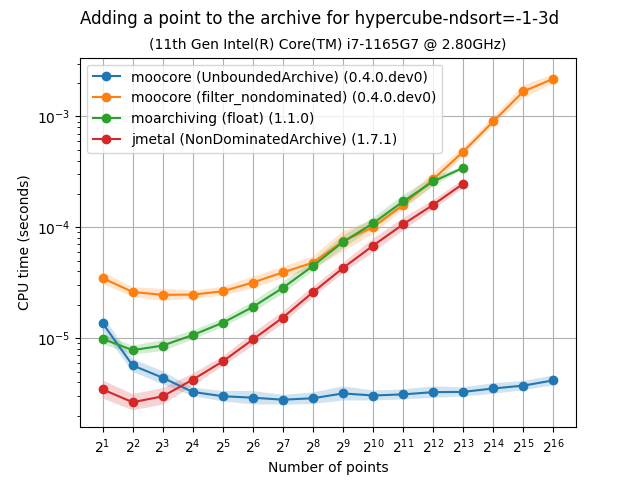 Adding a point to the archive for hypercube-ndsort=-1-3d
(11th Gen Intel(R) Core(TM) i7-1165G7 @ 2.80GHz)
moocore (UnboundedArchive) (0.4.0.dev0)
moocore (filter_nondominated) (0.4.0.dev0)
moarchiving (float) (1.1.0)
jmetal (NonDominatedArchive) (1.7.1)
CPU time (seconds)
10⁻³
10⁻⁴
10⁻⁵
2¹ 2² 2³ 2⁴ 2⁵ 2⁶ 2⁷ 2⁸ 2⁹ 2¹⁰ 2¹¹ 2¹² 2¹³ 2¹⁴ 2¹⁵ 2¹⁶
Number of points